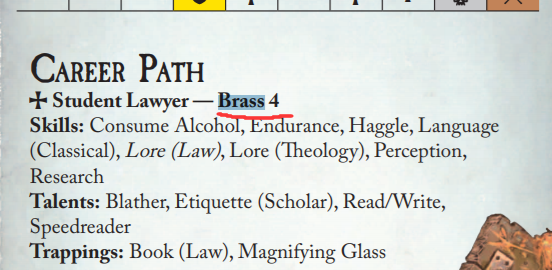 CAREER PATH
✠ Student Lawyer — Brass 4
Skills: Consume Alcohol, Endurance, Haggle, Language
(Classical), Lore (Law), Lore (Theology), Perception,
Research
Talents: Blather, Etiquette (Scholar), Read/Write,
Speedreader
Trappings: Book (Law), Magnifying Glass